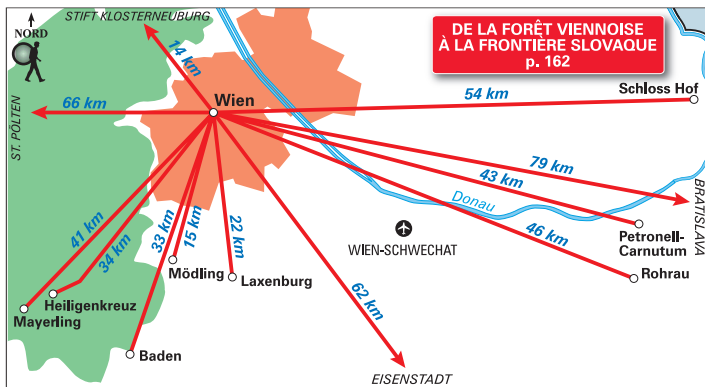 STIFT KLOSTERNEUBURG
NORD
DE LA FORÊT VIENNOISE
À LA FRONTIÈRE SLOVAQUE
p. 162
14 km
66 km
Wien
54 km
Schloss Hof
ST. PÖLTEN
79 km
43 km
BRATISLAVA
Donau
46 km
Petronell-
Carnutum
WIEN-SCHWECHAT
Rohrau
41 km
34 km
33 km
15 km
22 km
62 km
Mödling
Laxenburg
Heiligenkreuz
Mayerling
Baden
EISENSTADT